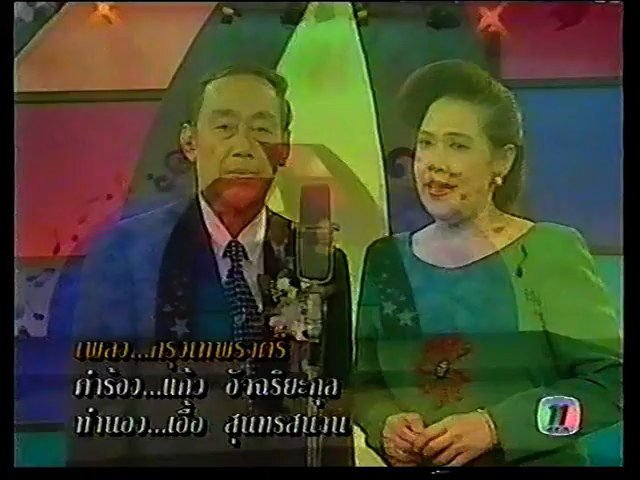 เพลง...กรุงเทพราตรี
คำร้อง...แก้ว อัจฉริยะกุล
ทำนอง...เอื้อ สุนทรสนาน
11